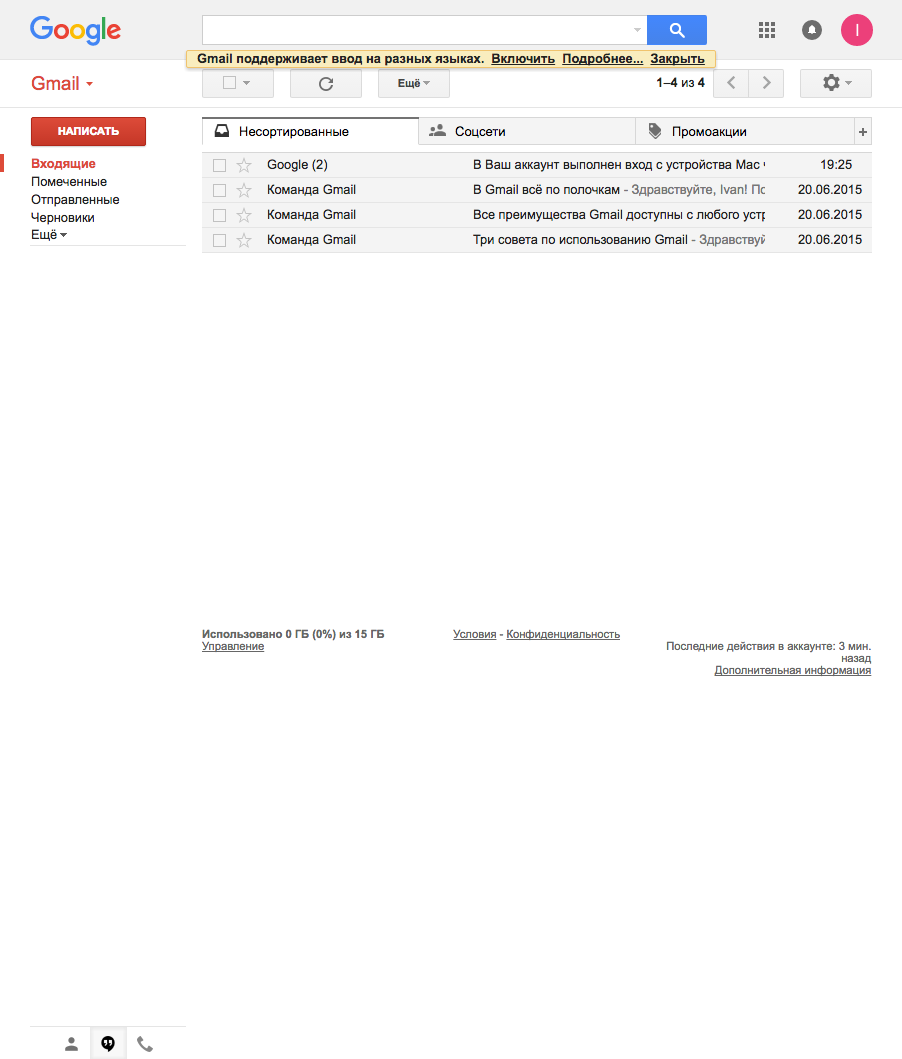 Google
Gmail поддерживает ввод на разных языках. Включить Подробнее... Закрыть
Gmail
Ещё
1–4 из 4
НАПИСАТЬ
Входящие
Помеченные
Отправленные
Черновики
Ещё
Несортированные Соцсети Промоакции +
Google (2) В Ваш аккаунт выполнен вход с устройства Mac 19:25
Команда Gmail В Gmail всё по полочкам - Здравствуйте, Ivan! 20.06.2015
Команда Gmail Все преимущества Gmail доступны с любого 20.06.2015
Команда Gmail Три совета по использованию Gmail - 20.06.2015
Использовано 0 ГБ (0%) из 15 ГБ
Управление
Условия - Конфиденциальность
Последние действия в аккаунте: 3 мин.
назад
Дополнительная информация
I